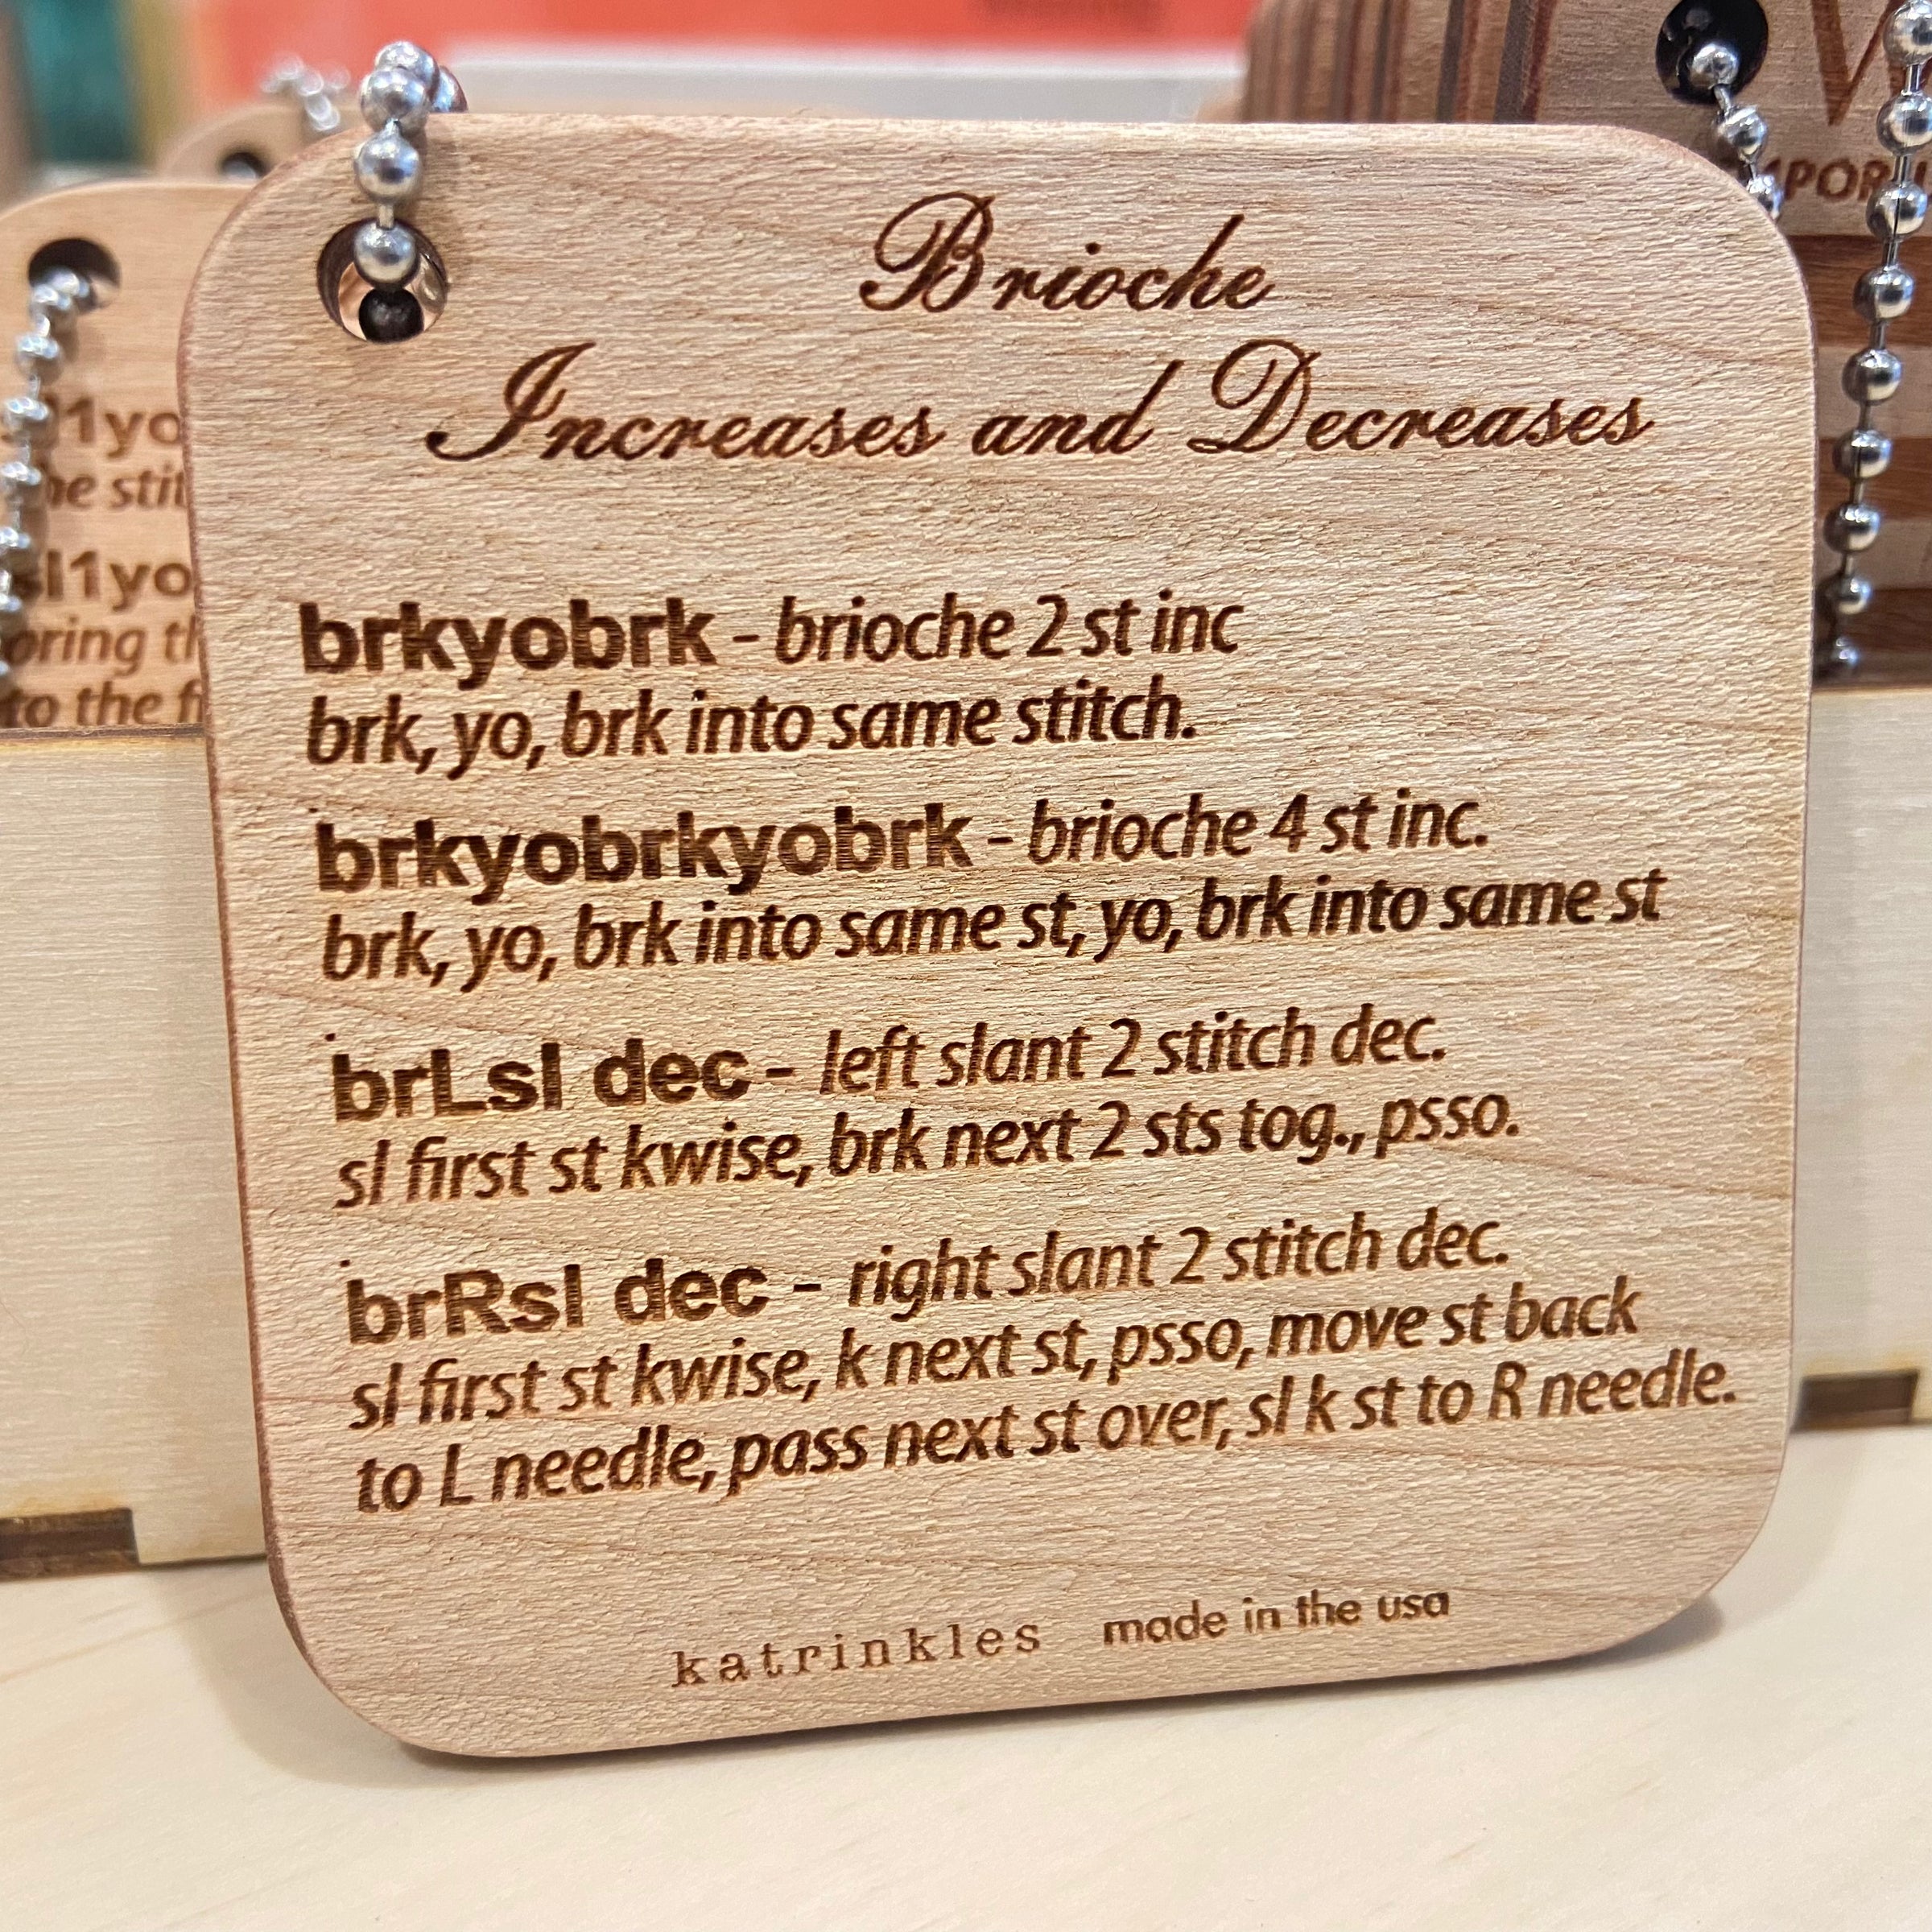 Brioche
Increases and Decreases
brkyobrk - brioche 2 st inc
brk, yo, brk into same stitch.
brkyobrkyobrk - brioche 4 st inc.
brk, yo, brk into same st, yo, brk into same st
brLsl dec - left slant 2 stitch dec.
sl first st kwise, brk next 2 sts tog., psso.
brRsl dec - right slant 2 stitch dec.
sl first st kwise, k next st, psso, move st back
to L needle, pass next st over, sl k st to R needle.
katrinkles made in the usa
sl1yo
sl1yo
to the